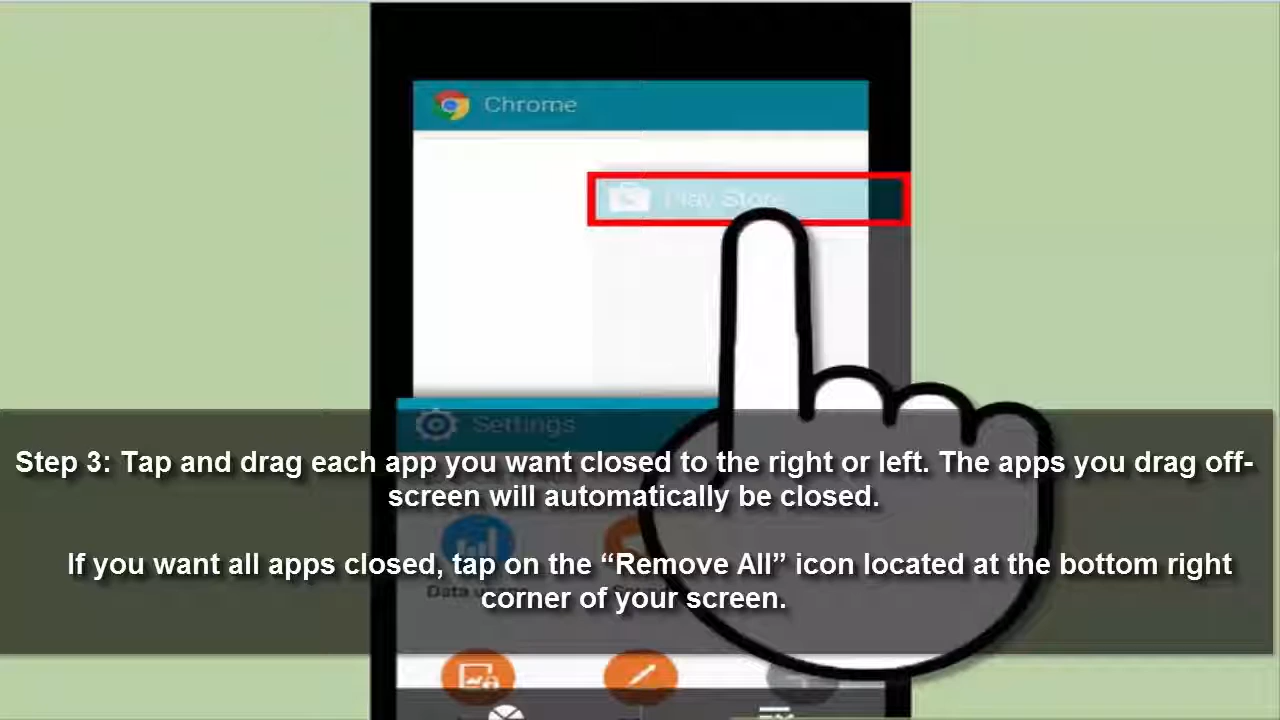 Chrome
Play Store
Settings
Step 3: Tap and drag each app you want closed to the right or left. The apps you drag off-
screen will automatically be closed.
If you want all apps closed, tap on the “Remove All” icon located at the bottom right
corner of your screen.